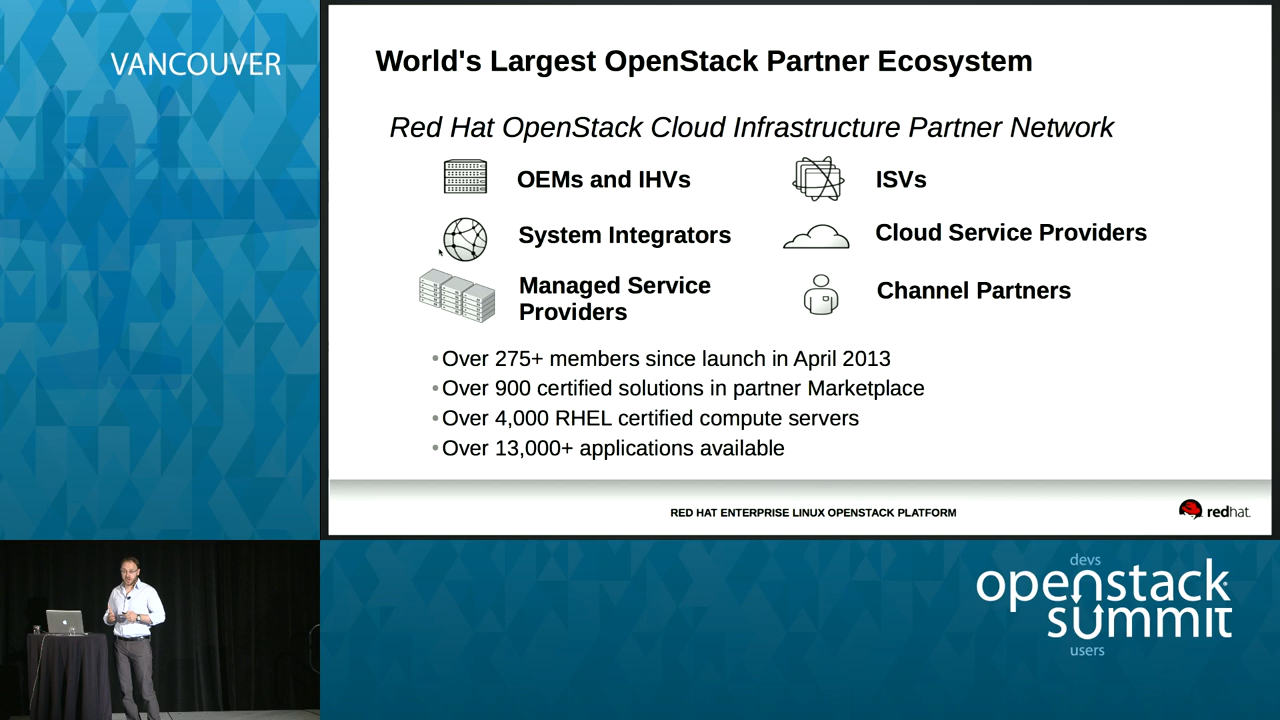 VANCOUVER
World's Largest OpenStack Partner Ecosystem
Red Hat OpenStack Cloud Infrastructure Partner Network
OEMs and IHVs
ISVs
System Integrators
Cloud Service Providers
Managed Service
Providers
Channel Partners
•Over 275+ members since launch in April 2013
•Over 900 certified solutions in partner Marketplace
•Over 4,000 RHEL certified compute servers
•Over 13,000+ applications available
RED HAT ENTERPRISE LINUX OPENSTACK PLATFORM
redhat.
devs
openstack
summit
users